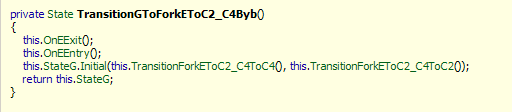 private State TransitionGToForkEToC2_C4Byb()
{
this.OnEExit();
this.OnEEntry();
this.StateG.Initial(this.TransitionForkEToC2_C4ToC4(), this.TransitionForkEToC2_C4ToC2());
return this.StateG;
}